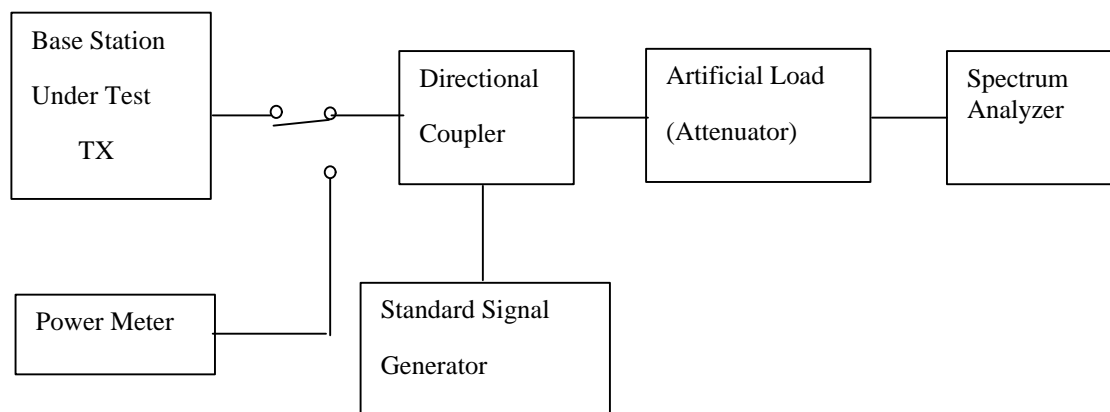 Base Station
Under Test
TX
Directional
Coupler
Artificial Load
(Attenuator)
Spectrum
Analyzer
Power Meter
Standard Signal
Generator